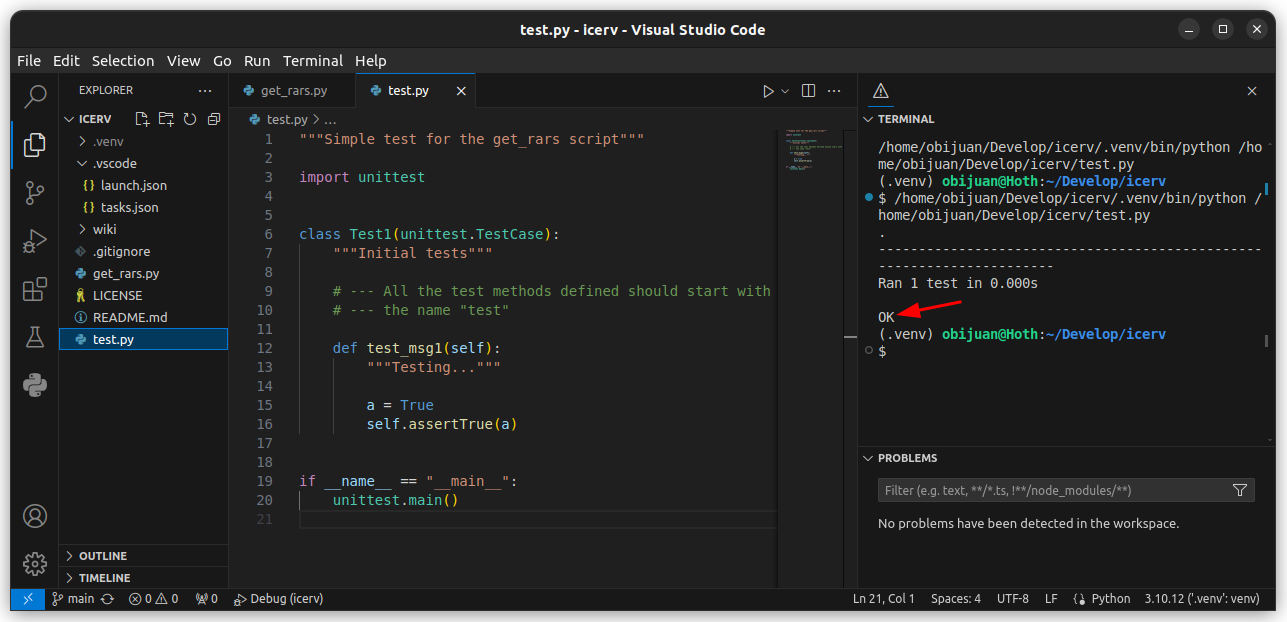 test.py - icerv - Visual Studio Code
File Edit Selection View Go Run Terminal Help
EXPLORER
ICERV
.venv
.vscode
{} launch.json
{} tasks.json
wiki
.gitignore
get_rars.py
LICENSE
README.md
test.py
OUTLINE
TIMELINE
get_rars.py
test.py
test.py > ...
1 """Simple test for the get_rars script"""
2
3 import unittest
4
5
6 class Test1(unittest.TestCase):
7 """Initial tests"""
8
9 # --- All the test methods defined should start with
10 # --- the name "test"
11
12 def test_msg1(self):
13 """Testing..."""
14
15 a = True
16 self.assertTrue(a)
17
18
19 if __name__ == "__main__":
20 unittest.main()
21
TERMINAL
/home/obijuan/Develop/icerv/.venv/bin/python /ho
me/obijuan/Develop/icerv/test.py
(.venv) obijuan@Hoth:~/Develop/icerv
$ /home/obijuan/Develop/icerv/.venv/bin/python /
home/obijuan/Develop/icerv/test.py
.
----------------------------------------------
---------------------
Ran 1 test in 0.000s
OK
(.venv) obijuan@Hoth:~/Develop/icerv
$
PROBLEMS
Filter (e.g. text, **/*.ts, !**/node_modules/**)
No problems have been detected in the workspace.
main 0 0 0 Debug (icerv) Ln 21, Col 1 Spaces: 4 UTF-8 LF Python 3.10.12 ('.venv': venv)